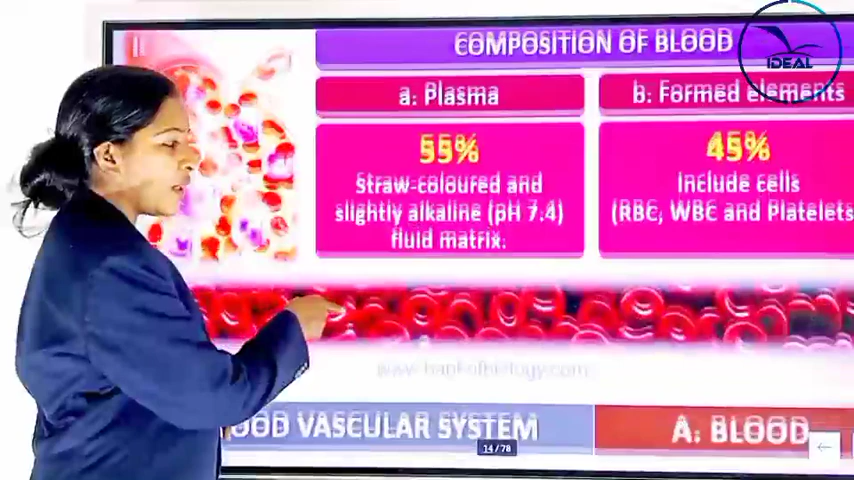 COMPOSITION OF BLOOD
IDEAL
a: Plasma
b: Formed elements
55%
Straw-coloured and
slightly alkaline (pH 7.4)
fluid matrix.
45%
Include cells
(RBC, WBC and Platelets
OOD VASCULAR SYSTEM
A: BLOOD
14/78